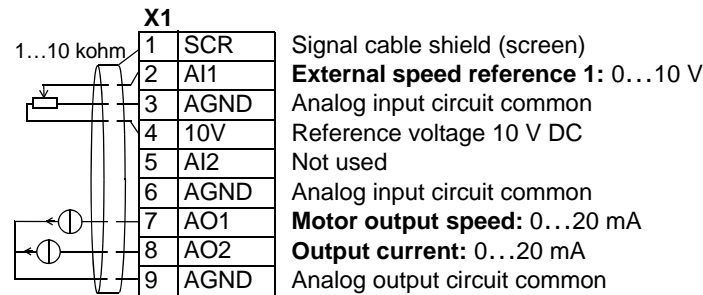 X1
1…10 kohm
1 SCR Signal cable shield (screen)
2 AI1 External speed reference 1: 0…10 V
3 AGND Analog input circuit common
4 10V Reference voltage 10 V DC
5 AI2 Not used
6 AGND Analog input circuit common
7 AO1 Motor output speed: 0…20 mA
8 AO2 Output current: 0…20 mA
9 AGND Analog output circuit common